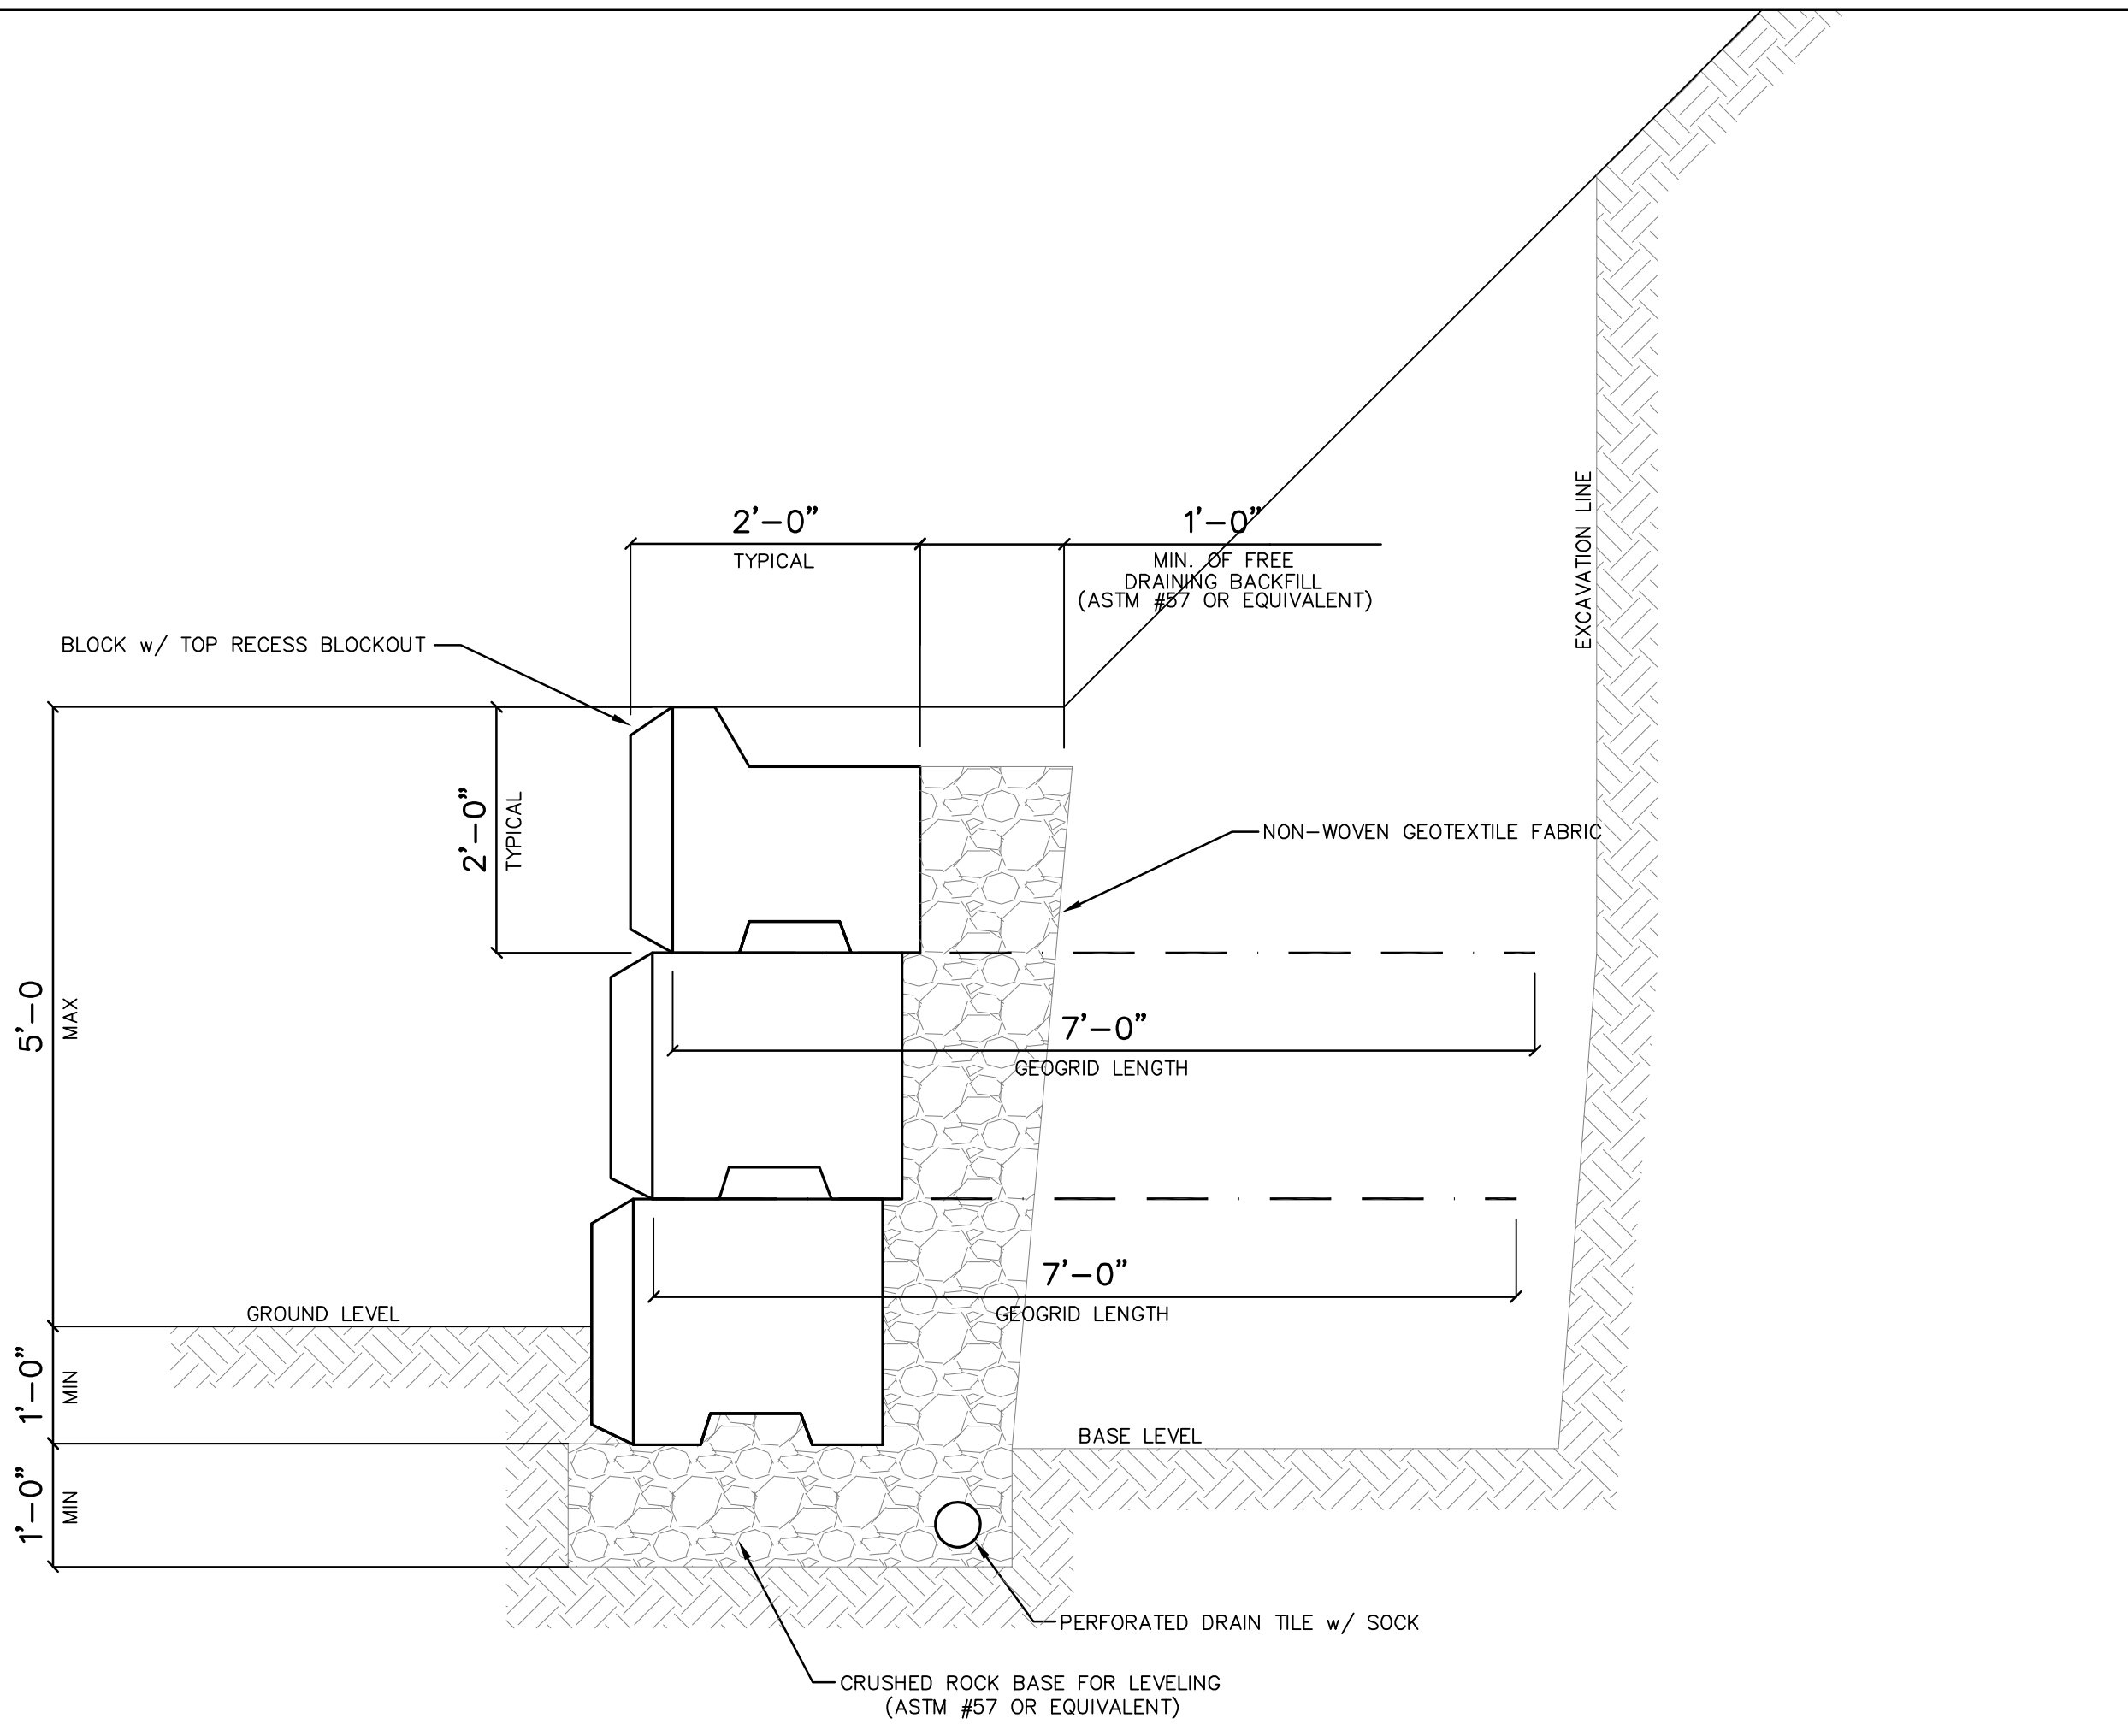 2'-0"
TYPICAL
1'-0"
MIN. OF FREE
DRAINING BACKFILL
(ASTM #57 OR EQUIVALENT)
EXCAVATION LINE
BLOCK w/ TOP RECESS BLOCKOUT
2'-0"
TYPICAL
NON-WOVEN GEOTEXTILE FABRIC
5'-0
MAX
7'-0"
GEOGRID LENGTH
7'-0"
GEOGRID LENGTH
GROUND LEVEL
1'-0"
MIN
BASE LEVEL
1'-0"
MIN
PERFORATED DRAIN TILE w/ SOCK
CRUSHED ROCK BASE FOR LEVELING
(ASTM #57 OR EQUIVALENT)